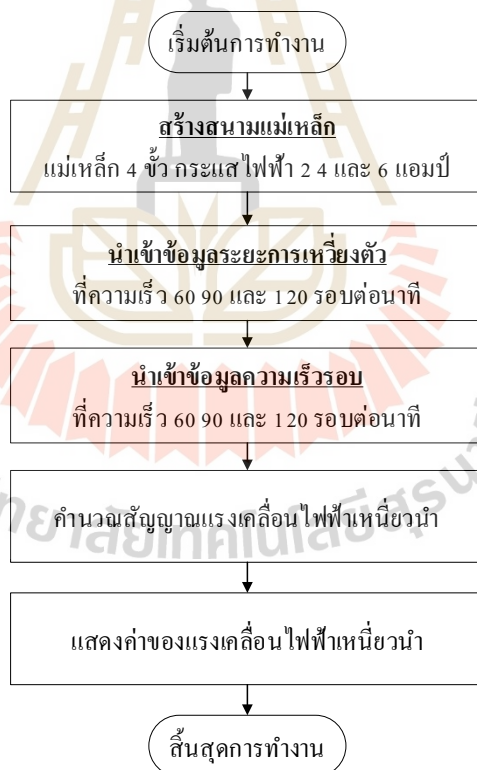 เริ่มต้นการทำงาน
สร้างสนามแม่เหล็ก
แม่เหล็ก 4 ขั้ว กระแสไฟฟ้า 2 4 และ 6 แอมป์
นำเข้าข้อมูลระยะการเหวี่ยงตัว
ที่ความเร็ว 60 90 และ 120 รอบต่อนาที
นำเข้าข้อมูลความเร็วรอบ
ที่ความเร็ว 60 90 และ 120 รอบต่อนาที
คำนวณสัญญาณแรงเคลื่อนไฟฟ้าเหนี่ยวนำ
แสดงค่าของแรงเคลื่อนไฟฟ้าเหนี่ยวนำ
สิ้นสุดการทำงาน